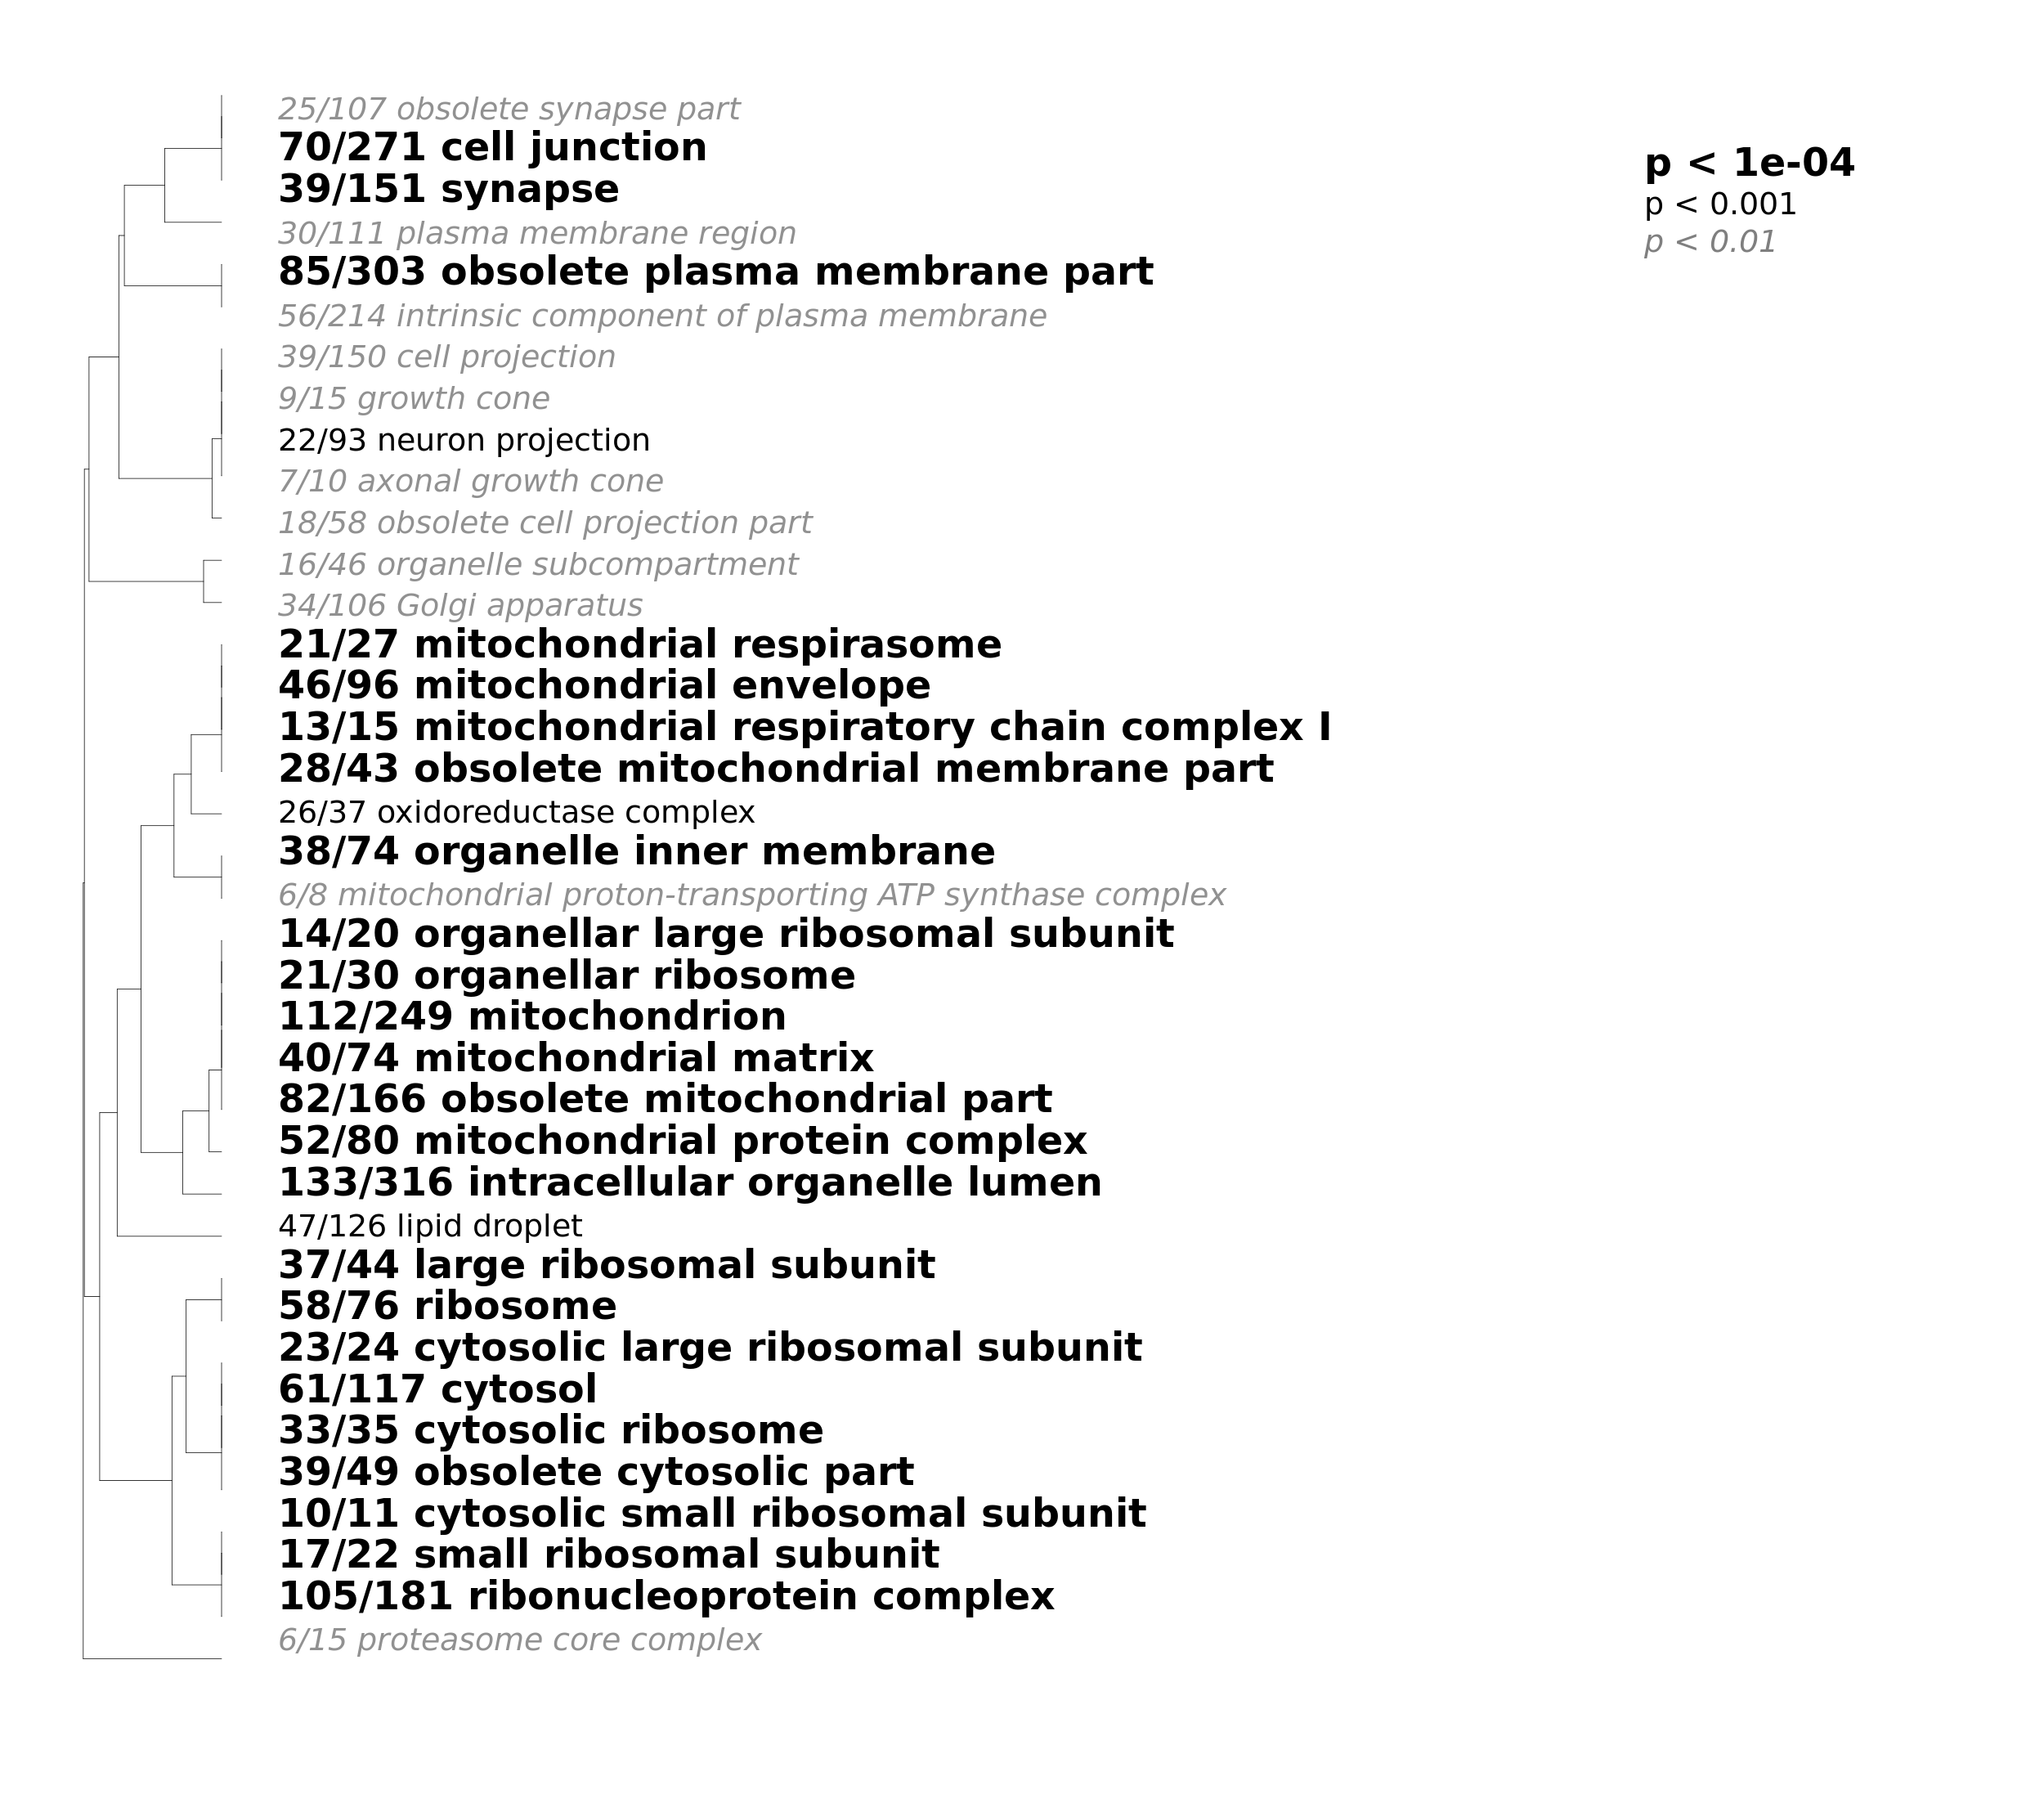 25/107 obsolete synapse part
70/271 cell junction
39/151 synapse
30/111 plasma membrane region
85/303 obsolete plasma membrane part
56/214 intrinsic component of plasma membrane
39/150 cell projection
9/15 growth cone
22/93 neuron projection
7/10 axonal growth cone
18/58 obsolete cell projection part
16/46 organelle subcompartment
34/106 Golgi apparatus
21/27 mitochondrial respirasome
46/96 mitochondrial envelope
13/15 mitochondrial respiratory chain complex I
28/43 obsolete mitochondrial membrane part
26/37 oxidoreductase complex
38/74 organelle inner membrane
6/8 mitochondrial proton-transporting ATP synthase complex
14/20 organellar large ribosomal subunit
21/30 organellar ribosome
112/249 mitochondrion
40/74 mitochondrial matrix
82/166 obsolete mitochondrial part
52/80 mitochondrial protein complex
133/316 intracellular organelle lumen
47/126 lipid droplet
37/44 large ribosomal subunit
58/76 ribosome
23/24 cytosolic large ribosomal subunit
61/117 cytosol
33/35 cytosolic ribosome
39/49 obsolete cytosolic part
10/11 cytosolic small ribosomal subunit
17/22 small ribosomal subunit
105/181 ribonucleoprotein complex
6/15 proteasome core complex
p < 1e-04
p < 0.001
p < 0.01